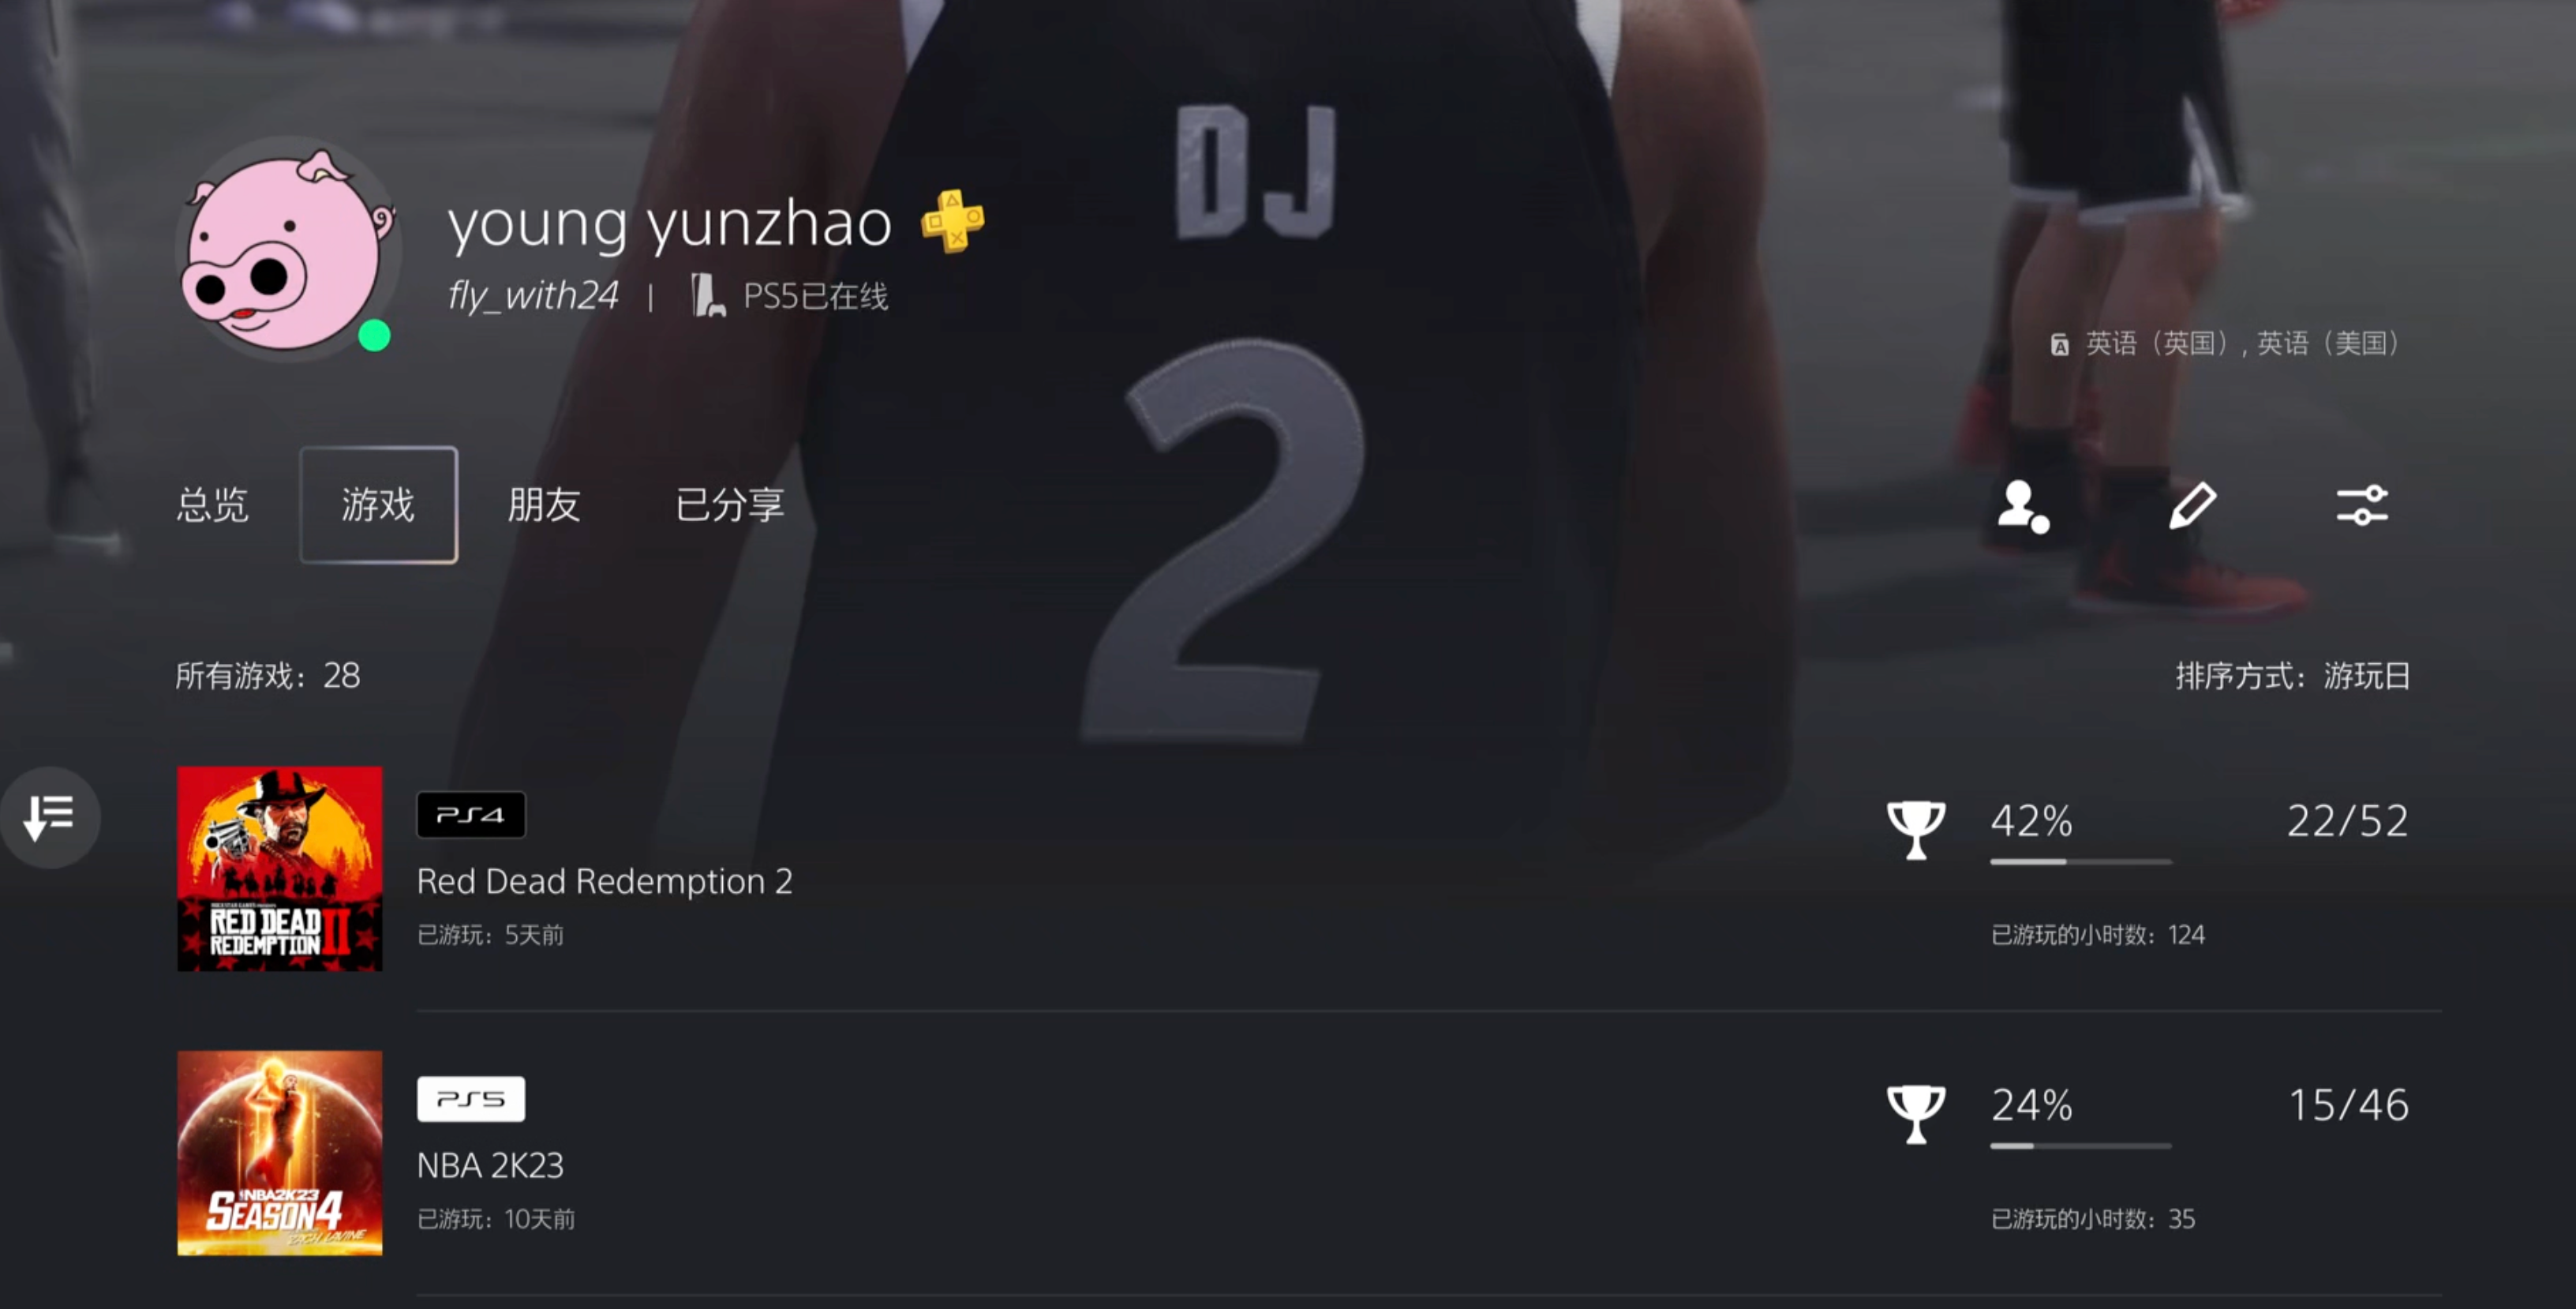 DJ
2
young yunzhao
fly_with24 | PS5已在线
英语（英国）, 英语（美国）
总览 游戏 朋友 已分享
所有游戏：28
排序方式：游玩日
RED DEAD
REDEMPTION II
PS4
Red Dead Redemption 2
已游玩：5天前
42%
22/52
已游玩的小时数：124
NBA2K23
SEASON 4
ZACH LAVINE
PS5
NBA 2K23
已游玩：10天前
24%
15/46
已游玩的小时数：35